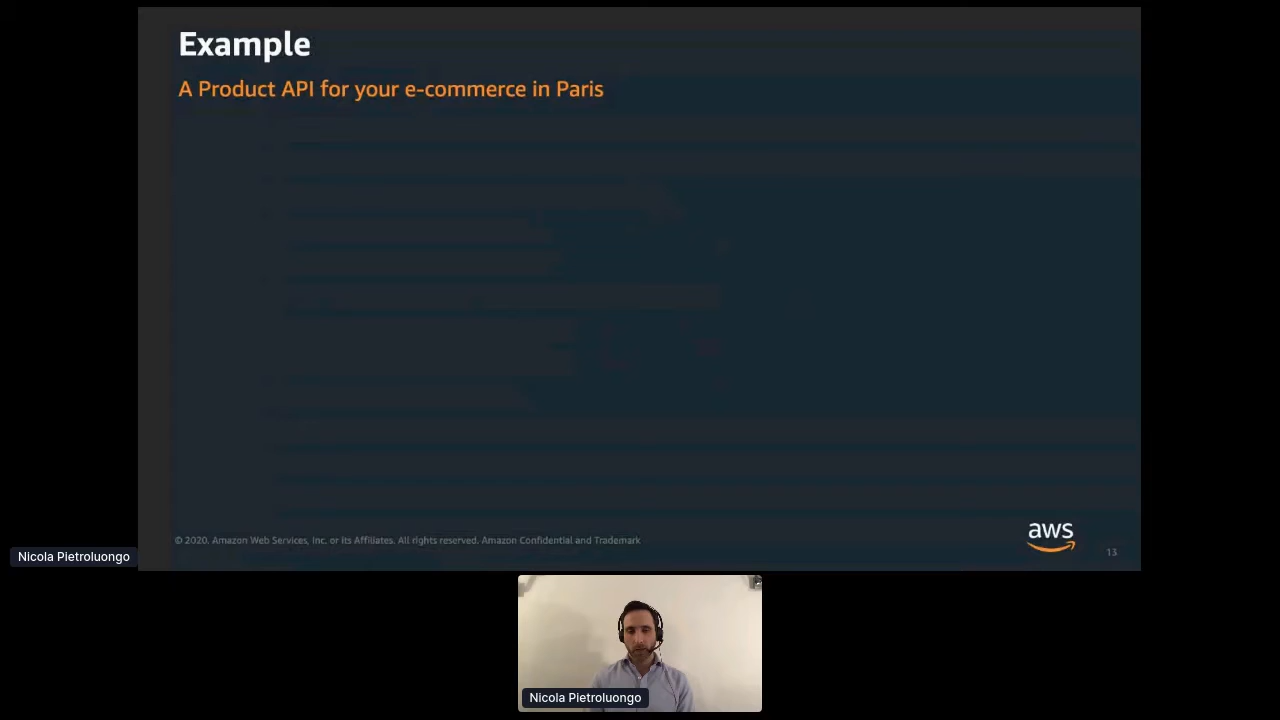 Example
A Product API for your e-commerce in Paris
© 2020, Amazon Web Services, Inc. or its Affiliates. All rights reserved. Amazon Confidential and Trademark
aws
13
Nicola Pietroluongo
Nicola Pietroluongo